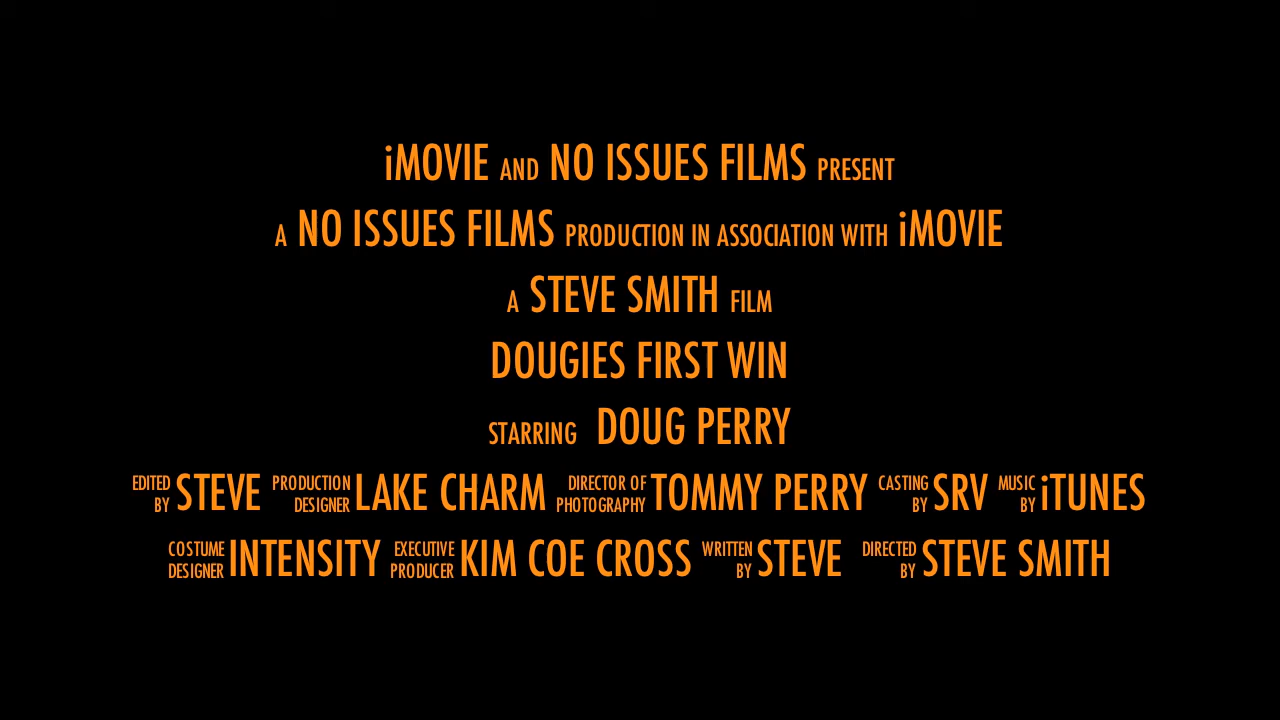 iMOVIE AND NO ISSUES FILMS PRESENT
A NO ISSUES FILMS PRODUCTION IN ASSOCIATION WITH iMOVIE
A STEVE SMITH FILM
DOUGIES FIRST WIN
STARRING DOUG PERRY
EDITED BY STEVE PRODUCTION DESIGNER LAKE CHARM DIRECTOR OF PHOTOGRAPHY TOMMY PERRY CASTING BY SRV MUSIC BY iTUNES
COSTUME DESIGNER INTENSITY EXECUTIVE PRODUCER KIM COE CROSS WRITTEN BY STEVE DIRECTED BY STEVE SMITH